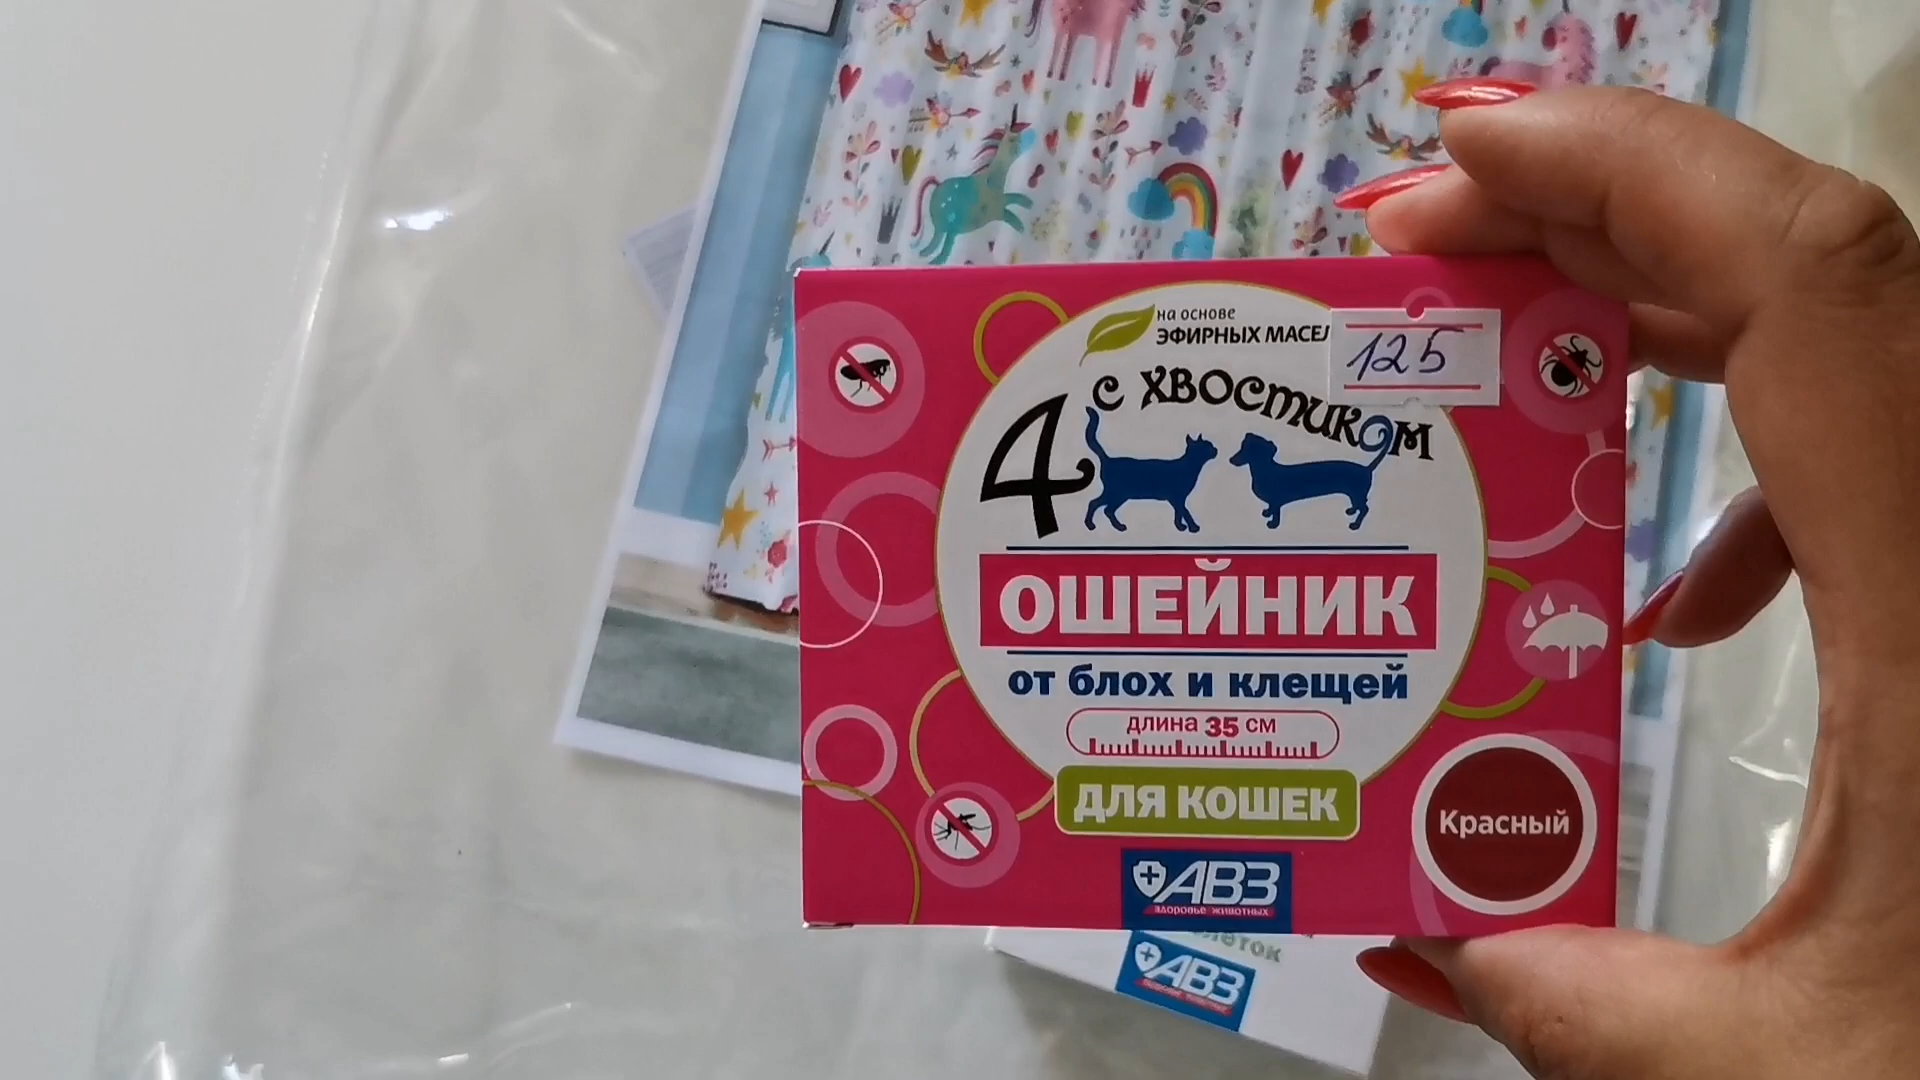 на основе
ЭФИРНЫХ МАСЕЛ
125
4 с хвостиком
ОШЕЙНИК
от блох и клещей
длина 35 см
ДЛЯ КОШЕК
Красный
АВЗ
здоровье животных
АВЗ